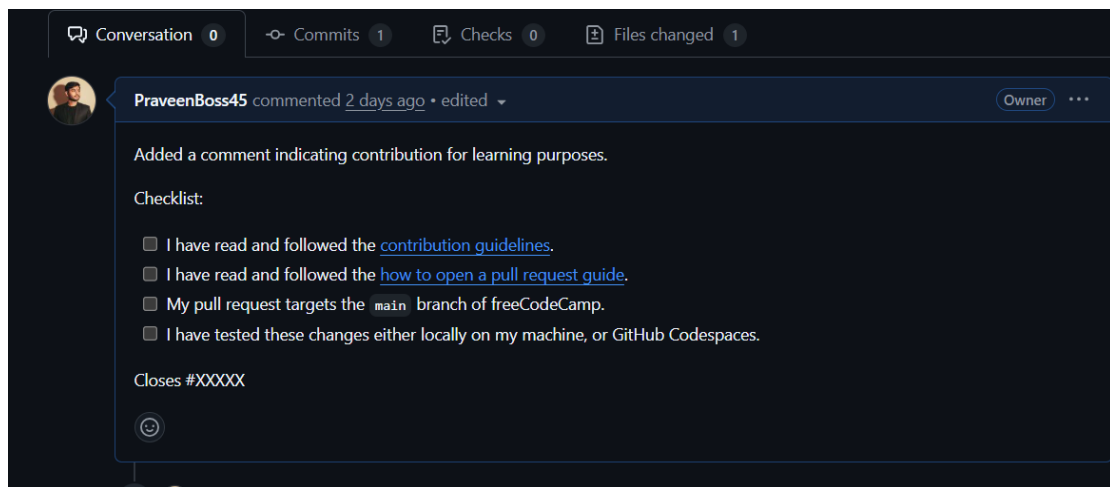 Conversation 0 Commits 1 Checks 0 Files changed 1
PraveenBoss45 commented 2 days ago • edited Owner
Added a comment indicating contribution for learning purposes.
Checklist:
I have read and followed the contribution guidelines.
I have read and followed the how to open a pull request guide.
My pull request targets the main branch of freeCodeCamp.
I have tested these changes either locally on my machine, or GitHub Codespaces.
Closes #XXXXX